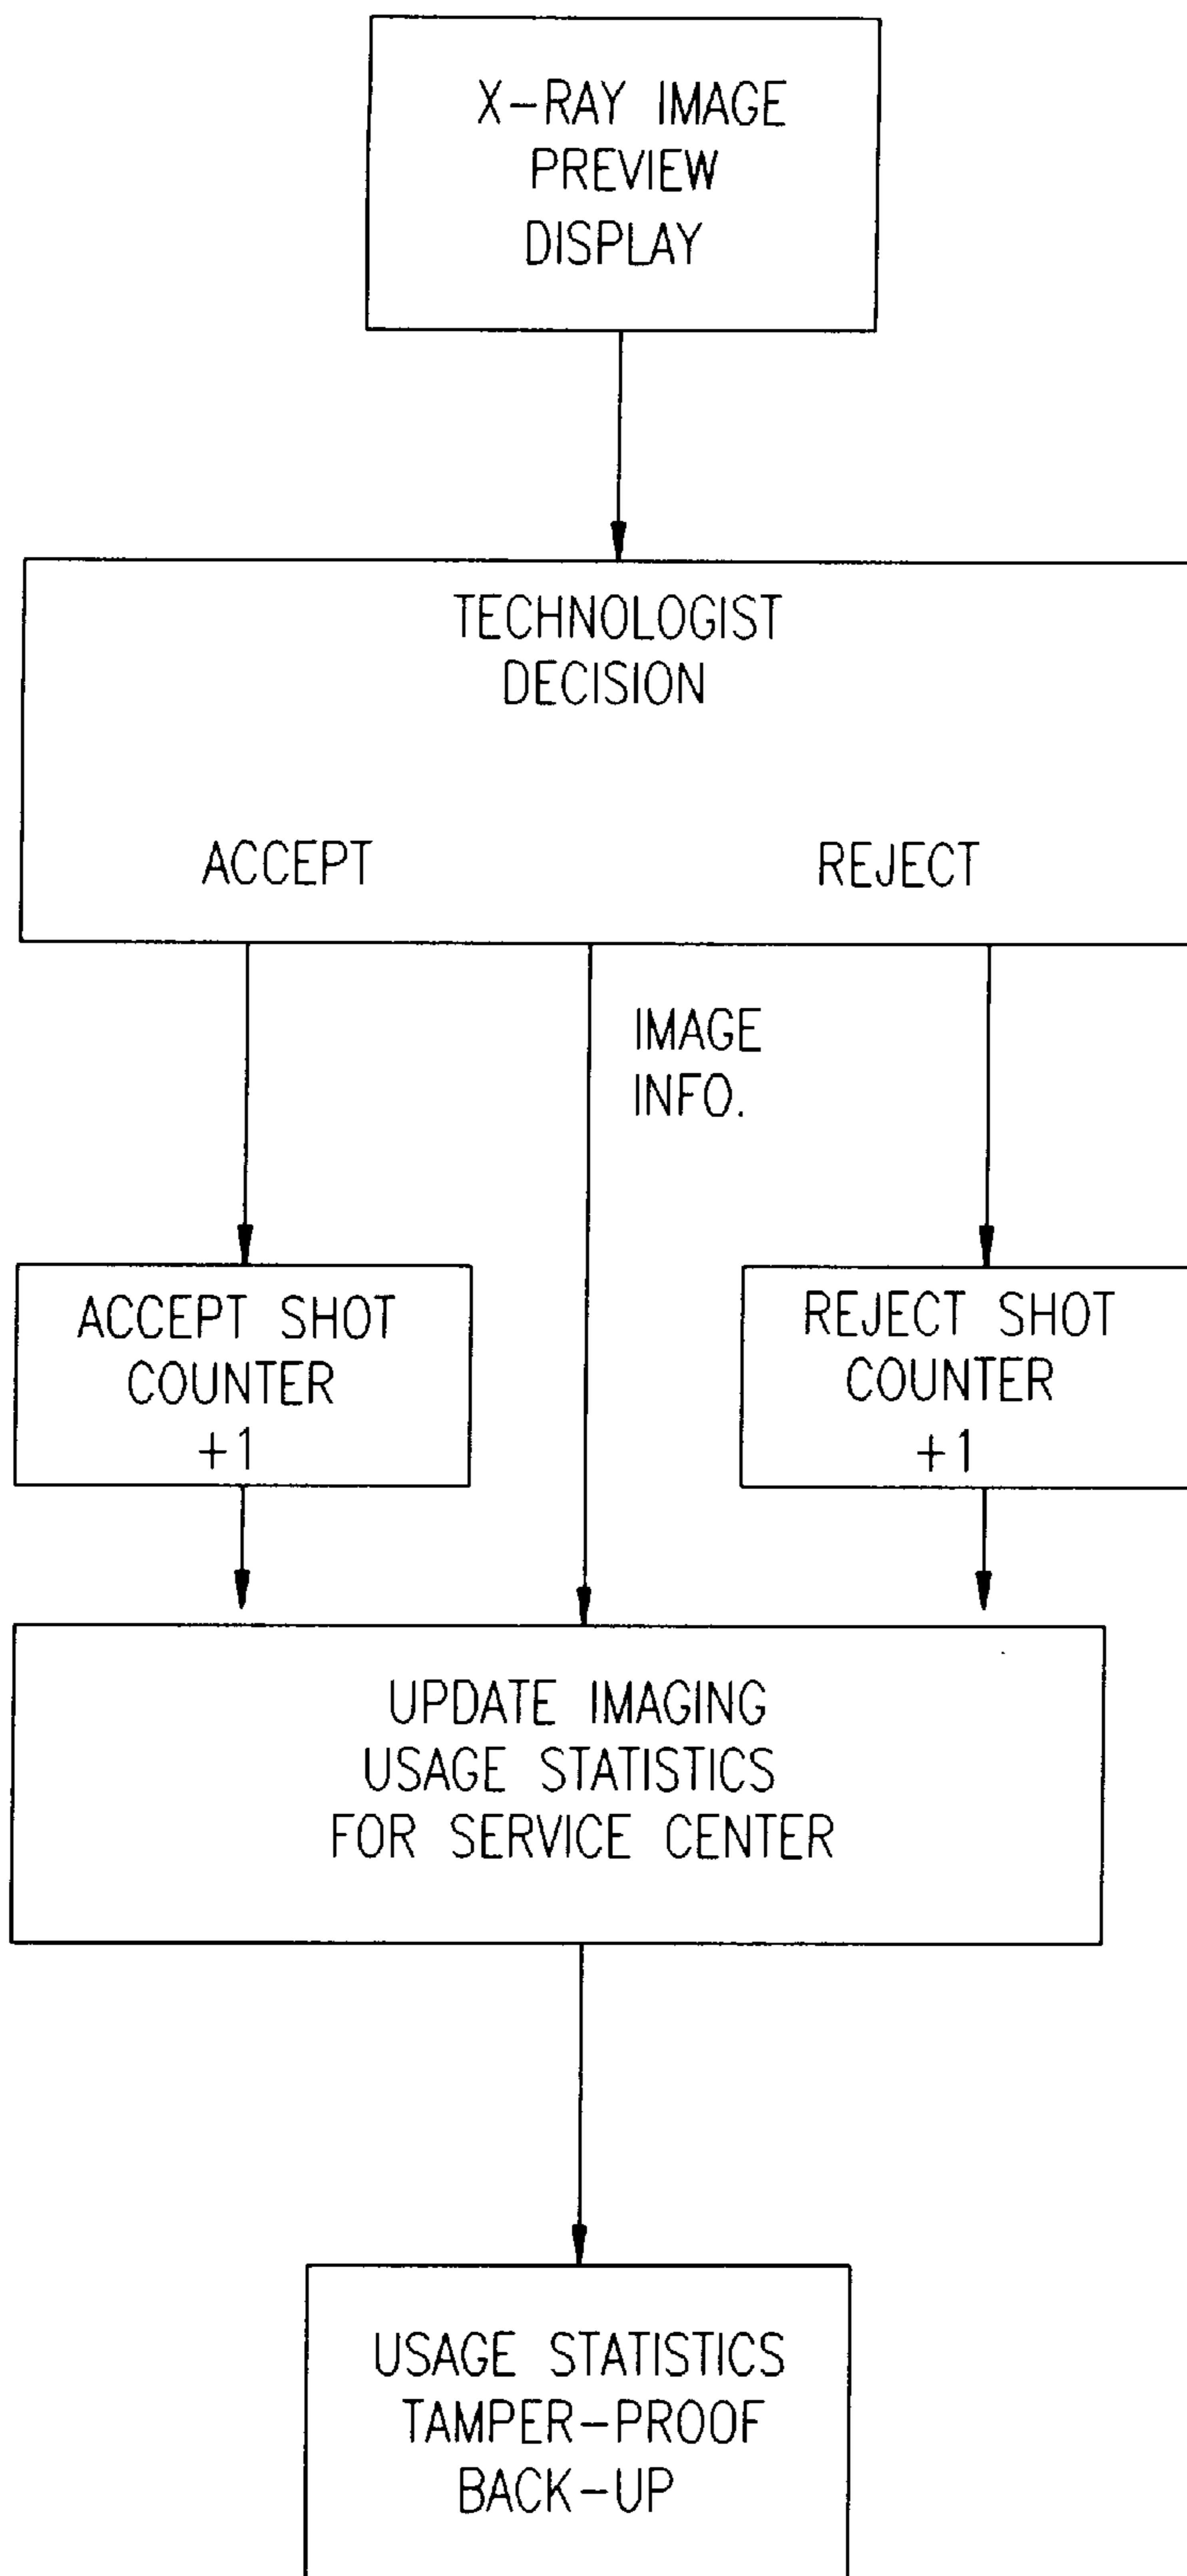 X-RAY IMAGE
PREVIEW
DISPLAY
TECHNOLOGIST
DECISION
ACCEPT
REJECT
IMAGE
INFO.
ACCEPT SHOT
COUNTER
+1
REJECT SHOT
COUNTER
+1
UPDATE IMAGING
USAGE STATISTICS
FOR SERVICE CENTER
USAGE STATISTICS
TAMPER-PROOF
BACK-UP